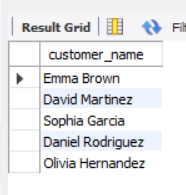 Result Grid
customer_name
Emma Brown
David Martinez
Sophia Garcia
Daniel Rodriguez
Olivia Hernandez